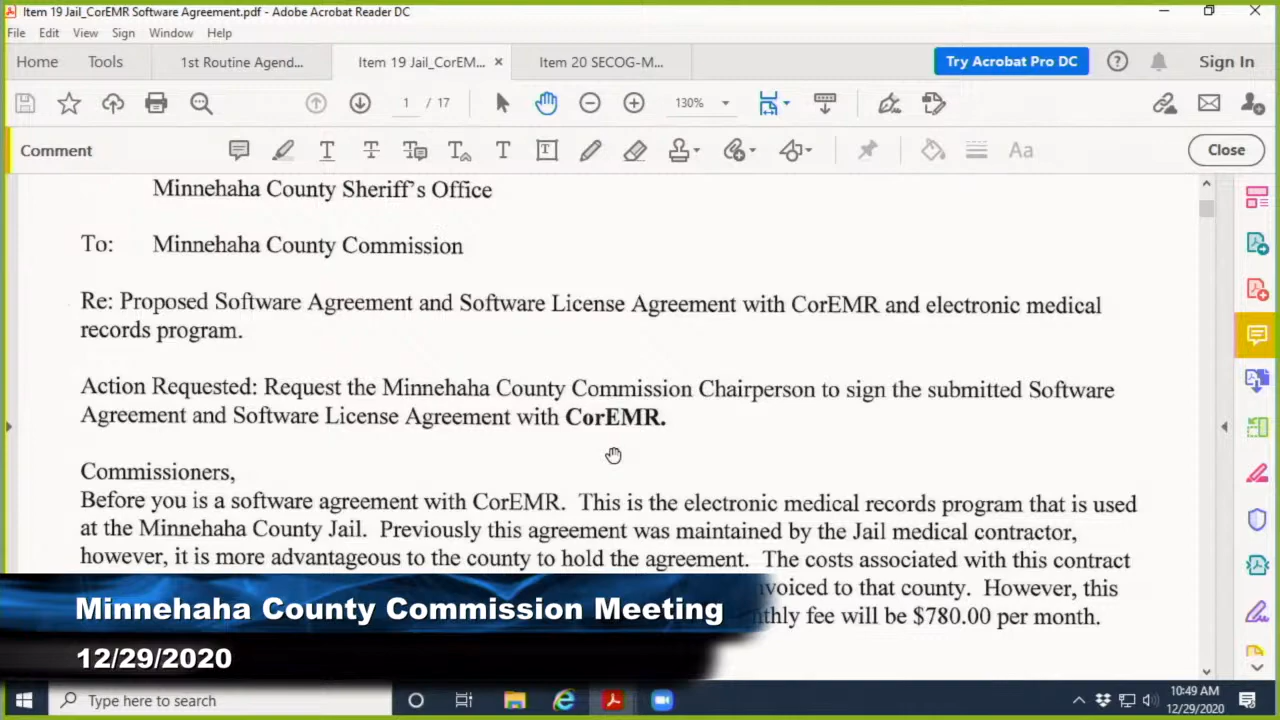 Item 19 Jail_CorEMR Software Agreement.pdf - Adobe Acrobat Reader DC
File Edit View Sign Window Help
Home Tools 1st Routine Agend... Item 19 Jail_CorEM... × Item 20 SECOG-M... Try Acrobat Pro DC Sign In
1 / 17 130%
Comment Aa Close
Minnehaha County Sheriff's Office
To: Minnehaha County Commission
Re: Proposed Software Agreement and Software License Agreement with CorEMR and electronic medical
records program.
Action Requested: Request the Minnehaha County Commission Chairperson to sign the submitted Software
Agreement and Software License Agreement with CorEMR.
Commissioners,
Before you is a software agreement with CorEMR. This is the electronic medical records program that is used
at the Minnehaha County Jail. Previously this agreement was maintained by the Jail medical contractor,
however, it is more advantageous to the county to hold the agreement. The costs associated with this contract
nvoiced to that county. However, this
nthly fee will be $780.00 per month.
Minnehaha County Commission Meeting
12/29/2020
Type here to search
10:49 AM
12/29/2020